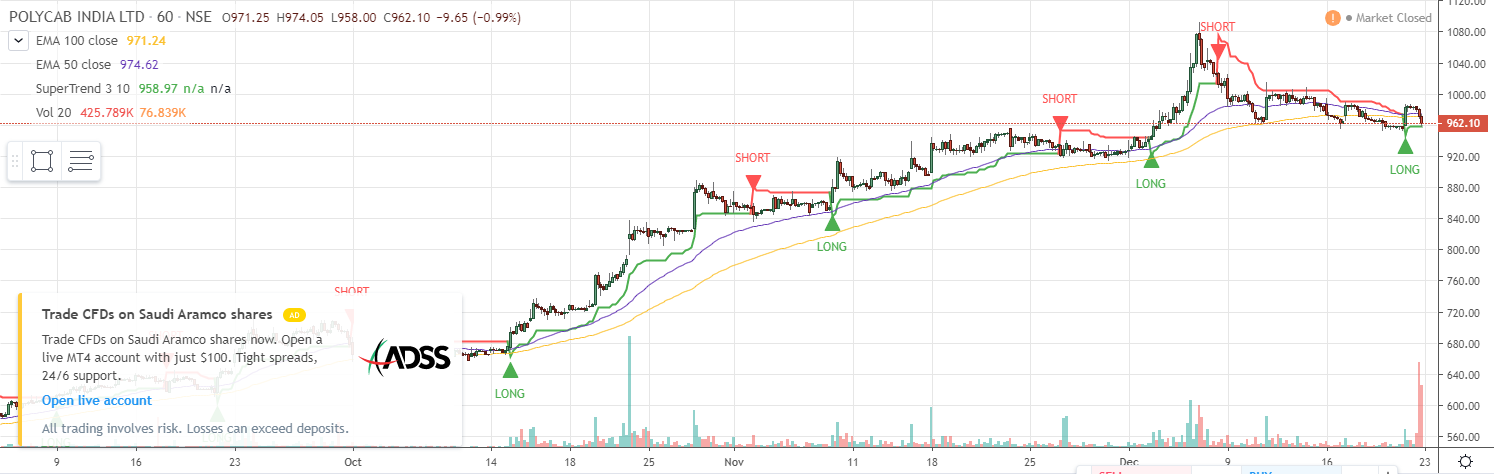 POLYCAB INDIA LTD · 60 · NSE O971.25 H974.05 L958.00 C962.10 −9.65 (−0.99%)
EMA 100 close 971.24
EMA 50 close 974.62
SuperTrend 3 10 958.97 n/a n/a
Vol 20 425.789K 76.839K
! Market Closed
SHORT
SHORT
SHORT
SHORT
LONG
LONG
LONG
LONG
Trade CFDs on Saudi Aramco shares AD
Trade CFDs on Saudi Aramco shares now. Open a
live MT4 account with just $100. Tight spreads,
24/6 support.
Open live account
All trading involves risk. Losses can exceed deposits.
ADSS
1120.00
1080.00
1040.00
1000.00
962.10
920.00
880.00
840.00
800.00
760.00
720.00
680.00
640.00
600.00
560.00
9 16 23 Oct 14 18 25 Nov 11 18 25 Dec 9 16 23
SELL BUY